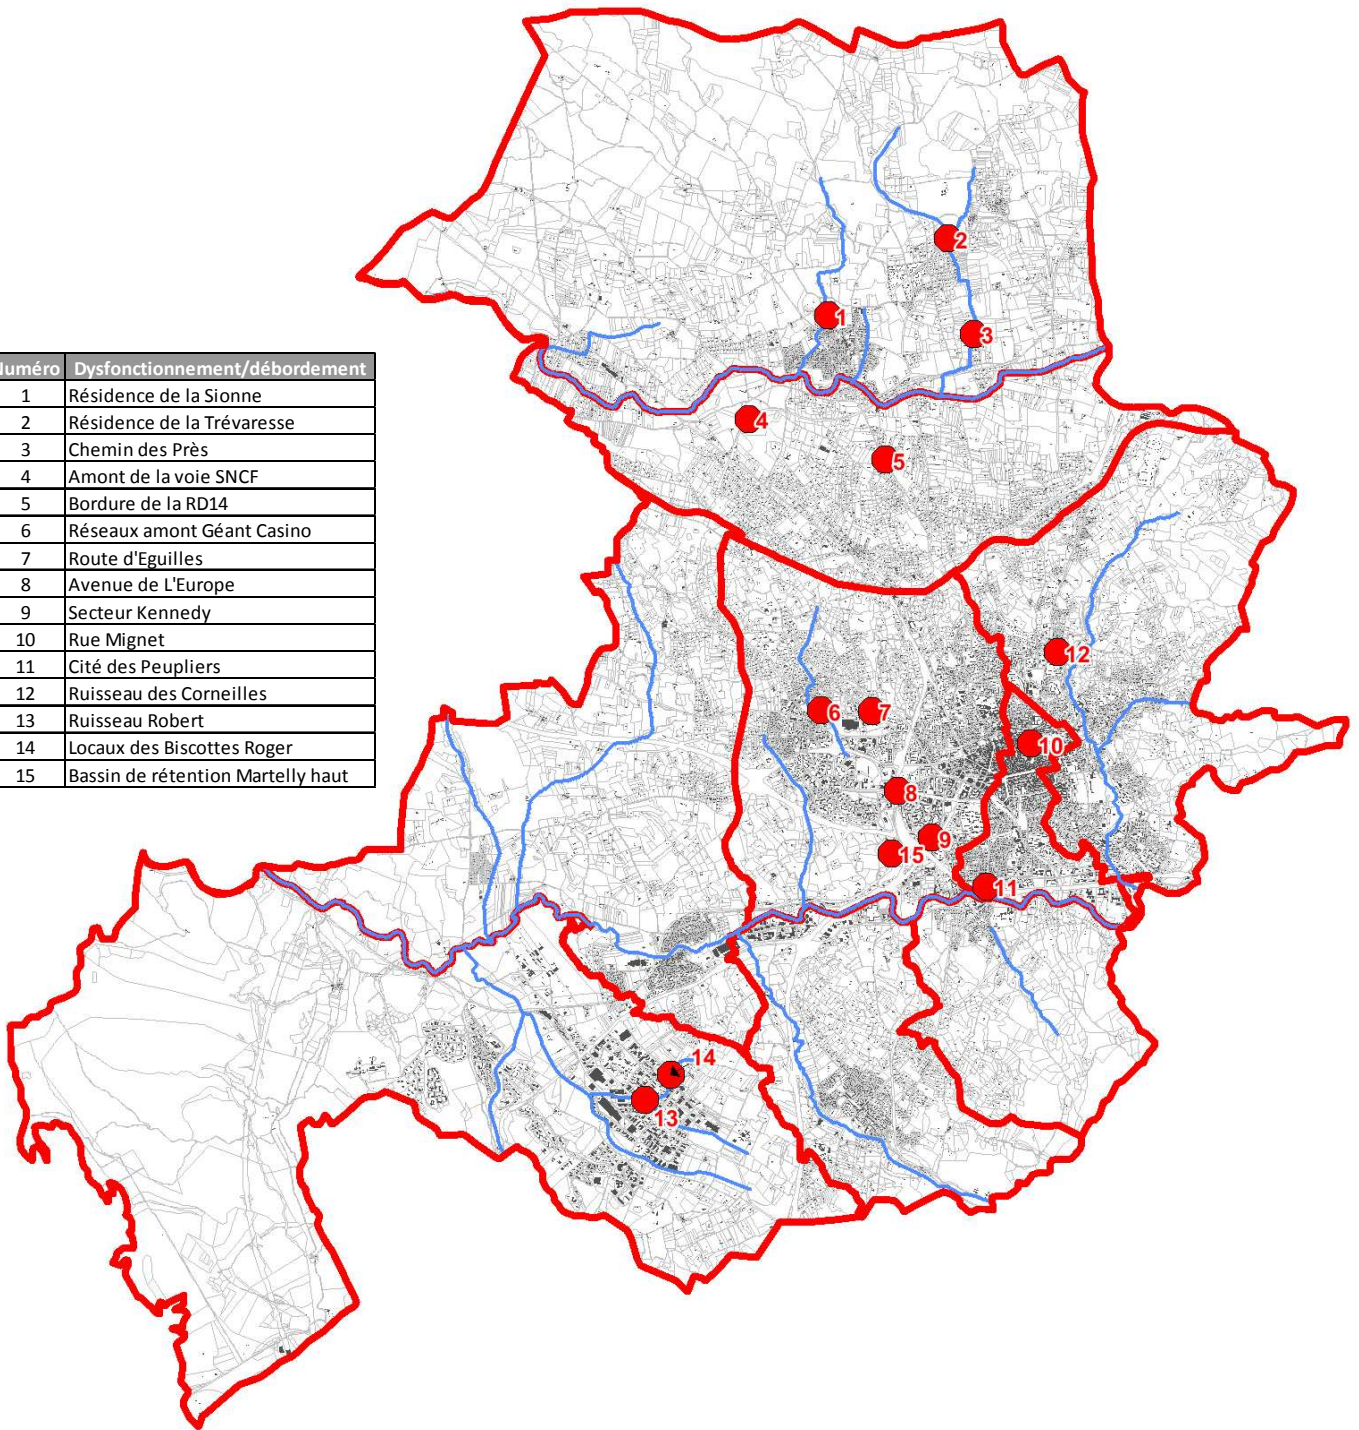 Numéro Dysfonctionnement/débordement
1 Résidence de la Sionne
2 Résidence de la Trévaresse
3 Chemin des Près
4 Amont de la voie SNCF
5 Bordure de la RD14
6 Réseaux amont Géant Casino
7 Route d'Eguilles
8 Avenue de L'Europe
9 Secteur Kennedy
10 Rue Mignet
11 Cité des Peupliers
12 Ruisseau des Corneilles
13 Ruisseau Robert
14 Locaux des Biscottes Roger
15 Bassin de rétention Martelly haut
2
1
3
4
5
12
6
7
10
8
9
15
11
14
13